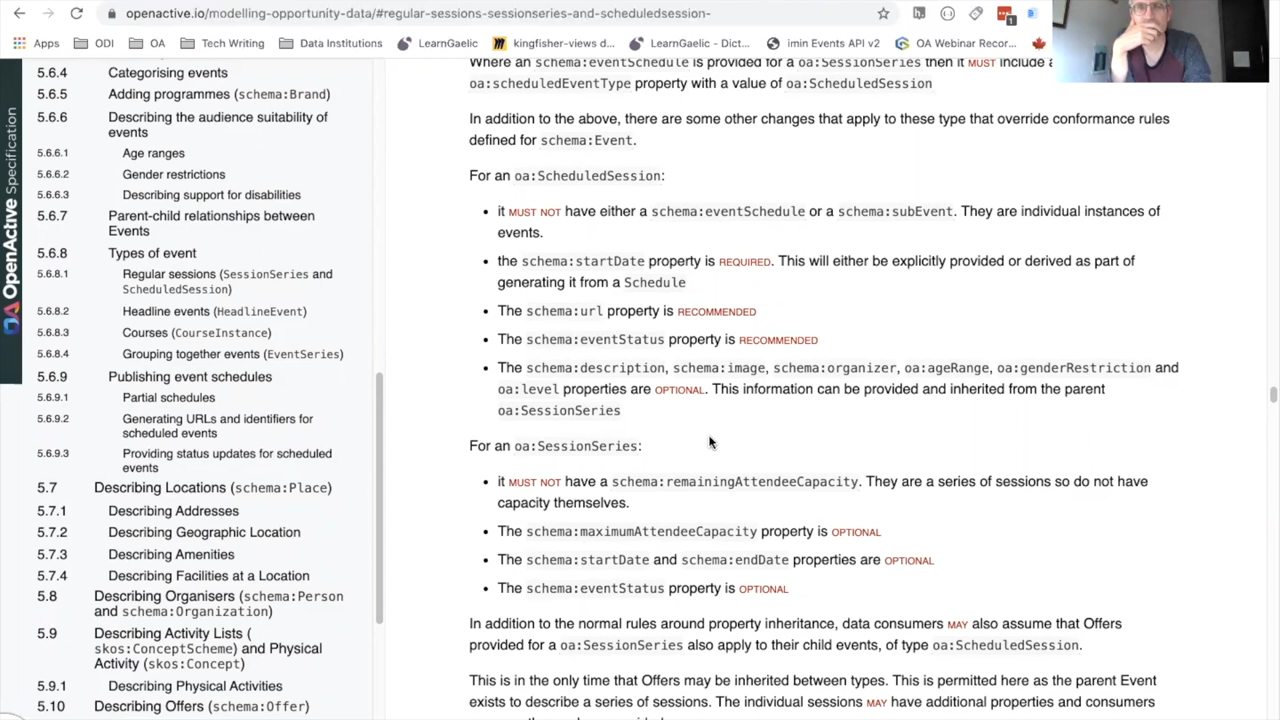 openactive.io/modelling-opportunity-data/#regular-sessions-sessionseries-and-scheduledsession-
Apps ODI OA Tech Writing Data Institutions LearnGaelic kingfisher-views d... LearnGaelic - Dict... imin Events API v2 OA Webinar Recor...
1
OA OpenActive Specification
5.6.4 Categorising events
5.6.5 Adding programmes (schema:Brand)
5.6.6 Describing the audience suitability of
events
5.6.6.1 Age ranges
5.6.6.2 Gender restrictions
5.6.6.3 Describing support for disabilities
5.6.7 Parent-child relationships between
Events
5.6.8 Types of event
5.6.8.1 Regular sessions (SessionSeries and
ScheduledSession)
5.6.8.2 Headline events (HeadlineEvent)
5.6.8.3 Courses (CourseInstance)
5.6.8.4 Grouping together events (EventSeries)
5.6.9 Publishing event schedules
5.6.9.1 Partial schedules
5.6.9.2 Generating URLs and identifiers for
scheduled events
5.6.9.3 Providing status updates for scheduled
events
5.7 Describing Locations (schema:Place)
5.7.1 Describing Addresses
5.7.2 Describing Geographic Location
5.7.3 Describing Amenities
5.7.4 Describing Facilities at a Location
5.8 Describing Organisers (schema:Person
and schema:Organization)
5.9 Describing Activity Lists (
skos:ConceptScheme) and Physical
Activity (skos:Concept)
5.9.1 Describing Physical Activities
5.10 Describing Offers (schema:Offer)
Where an schema:eventSchedule is provided for a oa:SessionSeries then it MUST include a
oa:scheduledEventType property with a value of oa:ScheduledSession
In addition to the above, there are some other changes that apply to these type that override conformance rules
defined for schema:Event.
For an oa:ScheduledSession:
• it MUST NOT have either a schema:eventSchedule or a schema:subEvent. They are individual instances of
events.
• the schema:startDate property is REQUIRED. This will either be explicitly provided or derived as part of
generating it from a Schedule
• The schema:url property is RECOMMENDED
• The schema:eventStatus property is RECOMMENDED
• The schema:description, schema:image, schema:organizer, oa:ageRange, oa:genderRestriction and
oa:level properties are OPTIONAL. This information can be provided and inherited from the parent
oa:SessionSeries
For an oa:SessionSeries:
• it MUST NOT have a schema:remainingAttendeeCapacity. They are a series of sessions so do not have
capacity themselves.
• The schema:maximumAttendeeCapacity property is OPTIONAL
• The schema:startDate and schema:endDate properties are OPTIONAL
• The schema:eventStatus property is OPTIONAL
In addition to the normal rules around property inheritance, data consumers MAY also assume that Offers
provided for a oa:SessionSeries also apply to their child events, of type oa:ScheduledSession.
This is in the only time that Offers may be inherited between types. This is permitted here as the parent Event
exists to describe a series of sessions. The individual sessions MAY have additional properties and consumers